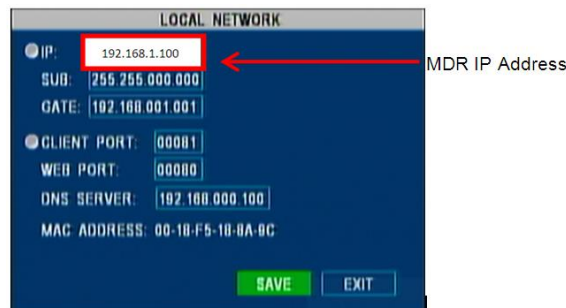 LOCAL NETWORK
IP: 192.168.1.100
MDR IP Address
SUB: 255.255.000.000
GATE: 192.168.001.001
CLIENT PORT: 00081
WEB PORT: 00080
DNS SERVER: 192.168.000.100
MAC ADDRESS: 00-18-F5-18-8A-9C
SAVE EXIT